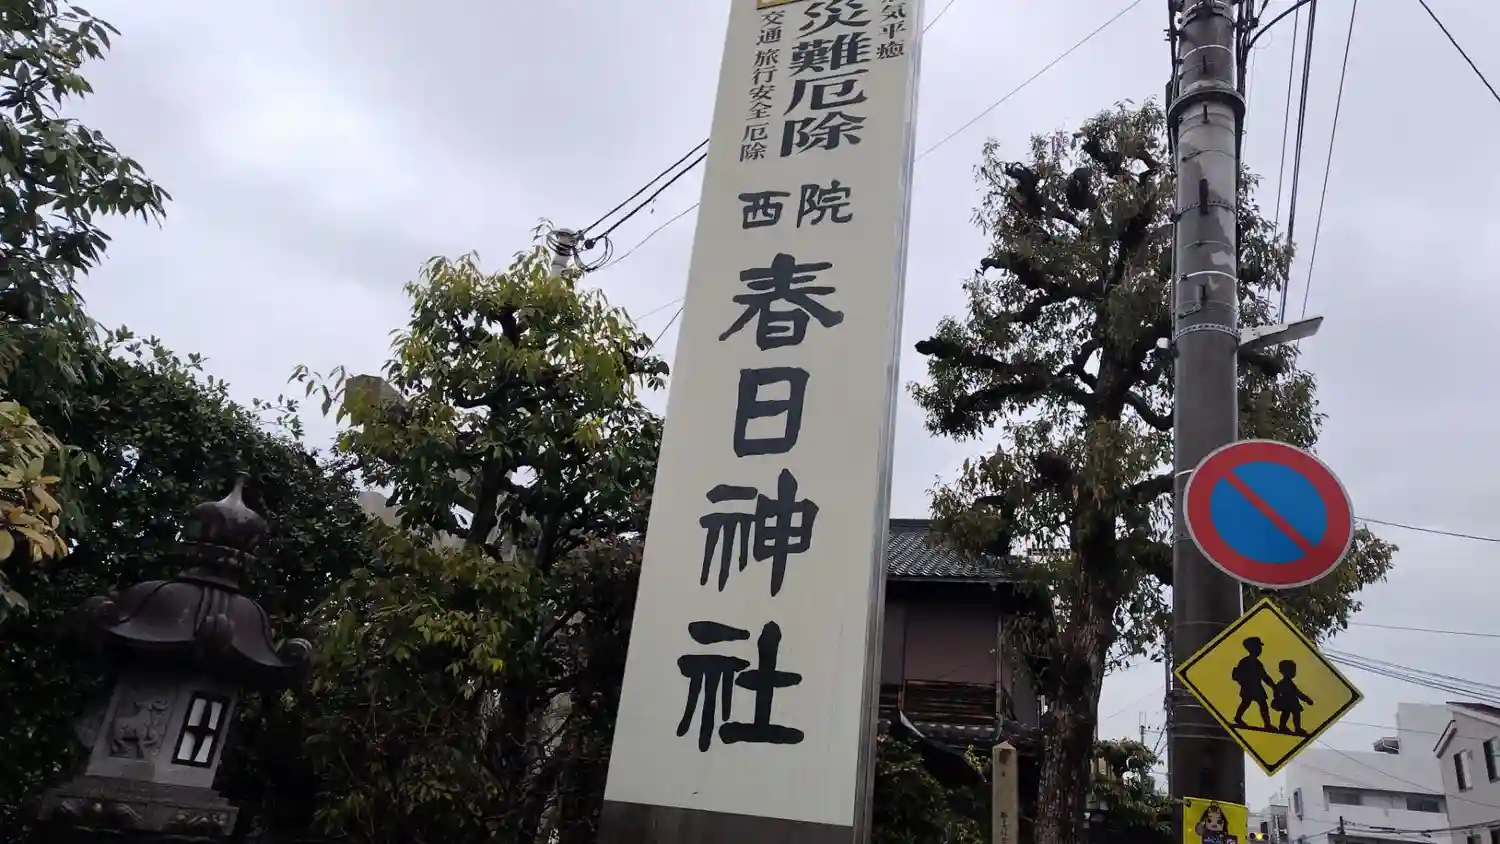 病気平癒
災難厄除
交通 旅行安全 厄除
西院
春日神社